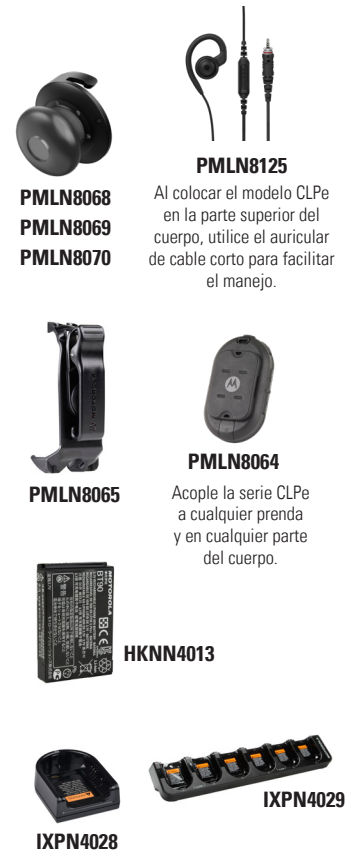 PMLN8068
PMLN8069
PMLN8070
PMLN8125
Al colocar el modelo CLPe
en la parte superior del
cuerpo, utilice el auricular
de cable corto para facilitar
el manejo.
PMLN8065
PMLN8064
Acople la serie CLPe
a cualquier prenda
y en cualquier parte
del cuerpo.
MOTOROLA
BT90
HKNN4013
IXPN4028
IXPN4029